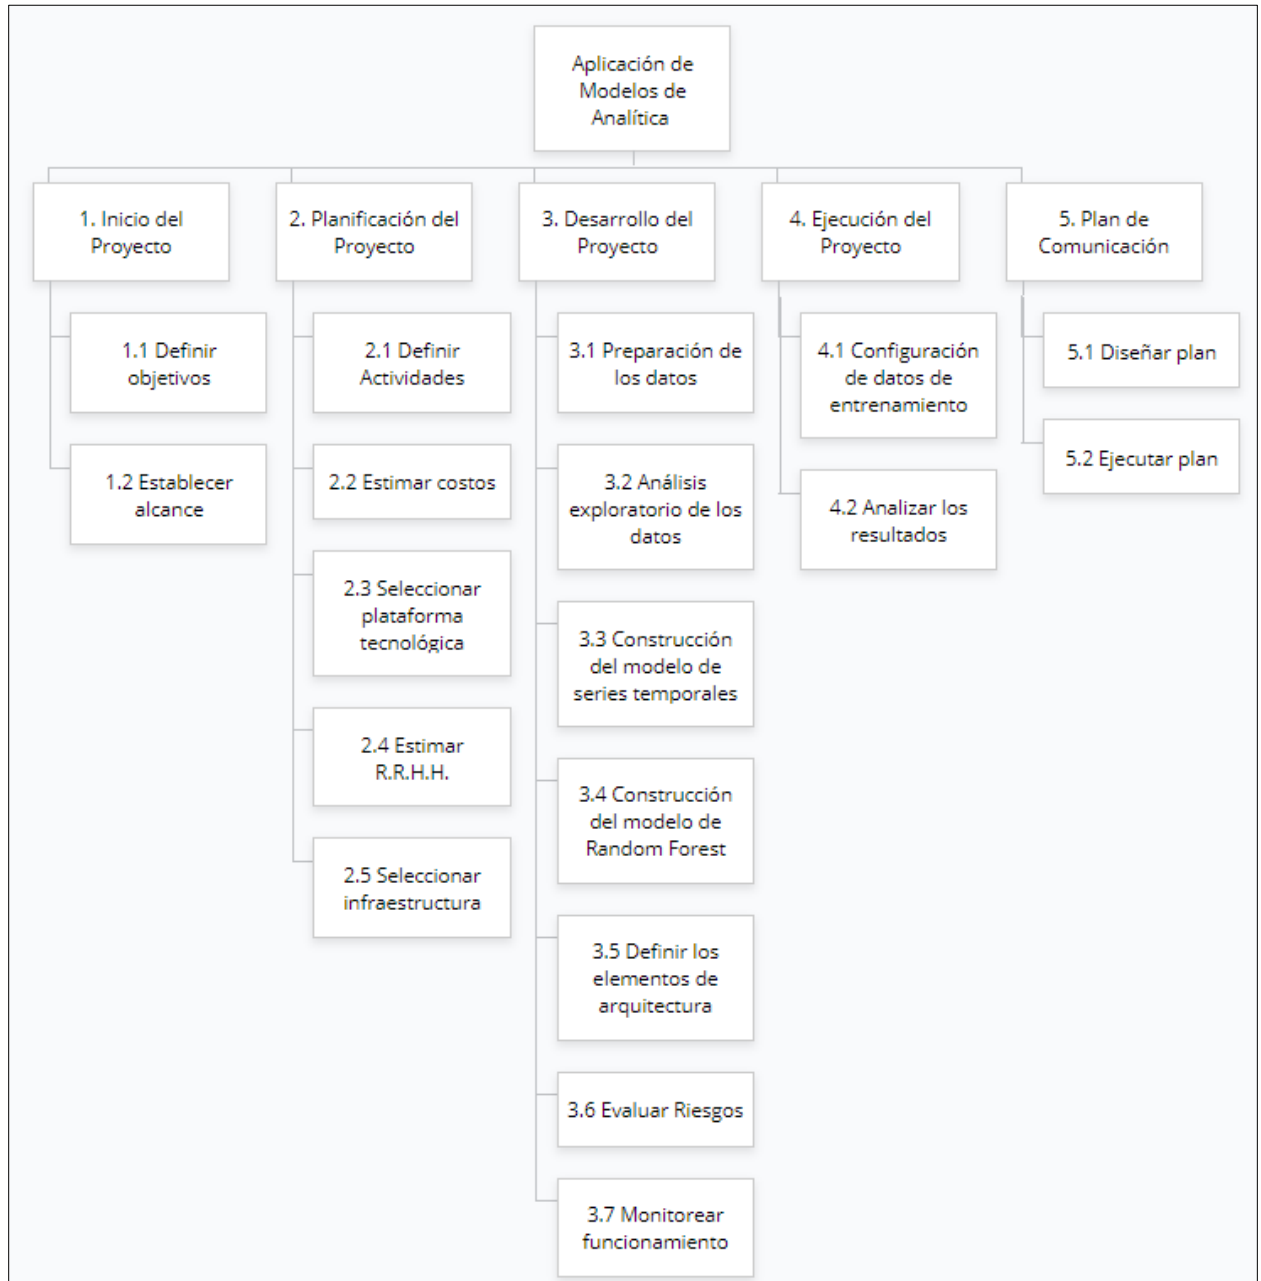 Aplicación de
Modelos de
Analítica
1. Inicio del
Proyecto
2. Planificación del
Proyecto
3. Desarrollo del
Proyecto
4. Ejecución del
Proyecto
5. Plan de
Comunicación
1.1 Definir
objetivos
1.2 Establecer
alcance
2.1 Definir
Actividades
2.2 Estimar costos
2.3 Seleccionar
plataforma
tecnológica
2.4 Estimar
R.R.H.H.
2.5 Seleccionar
infraestructura
3.1 Preparación de
los datos
3.2 Análisis
exploratorio de los
datos
3.3 Construcción
del modelo de
series temporales
3.4 Construcción
del modelo de
Random Forest
3.5 Definir los
elementos de
arquitectura
3.6 Evaluar Riesgos
3.7 Monitorear
funcionamiento
4.1 Configuración
de datos de
entrenamiento
4.2 Analizar los
resultados
5.1 Diseñar plan
5.2 Ejecutar plan